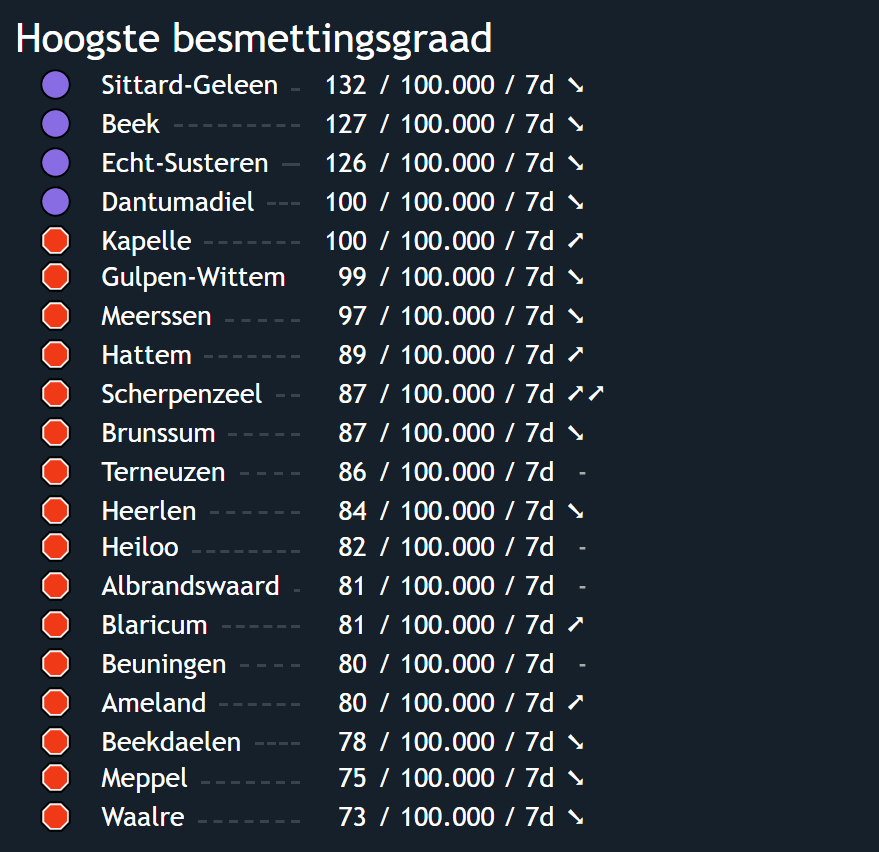 Hoogste besmettingsgraad
Sittard-Geleen - 132 / 100.000 / 7d ➘
Beek --------- 127 / 100.000 / 7d ➘
Echt-Susteren — 126 / 100.000 / 7d ➘
Dantumadiel --- 100 / 100.000 / 7d ➘
Kapelle ------- 100 / 100.000 / 7d ➚
Gulpen-Wittem 99 / 100.000 / 7d ➘
Meerssen ----- 97 / 100.000 / 7d ➘
Hattem ------- 89 / 100.000 / 7d ➚
Scherpenzeel -- 87 / 100.000 / 7d ➚➚
Brunssum ----- 87 / 100.000 / 7d ➘
Terneuzen ---- 86 / 100.000 / 7d -
Heerlen ------ 84 / 100.000 / 7d ➘
Heiloo -------- 82 / 100.000 / 7d -
Albrandswaard - 81 / 100.000 / 7d -
Blaricum ------ 81 / 100.000 / 7d ➚
Beuningen ---- 80 / 100.000 / 7d -
Ameland ------ 80 / 100.000 / 7d ➚
Beekdaelen ---- 78 / 100.000 / 7d ➘
Meppel ------- 75 / 100.000 / 7d ➘
Waalre ------- 73 / 100.000 / 7d ➘